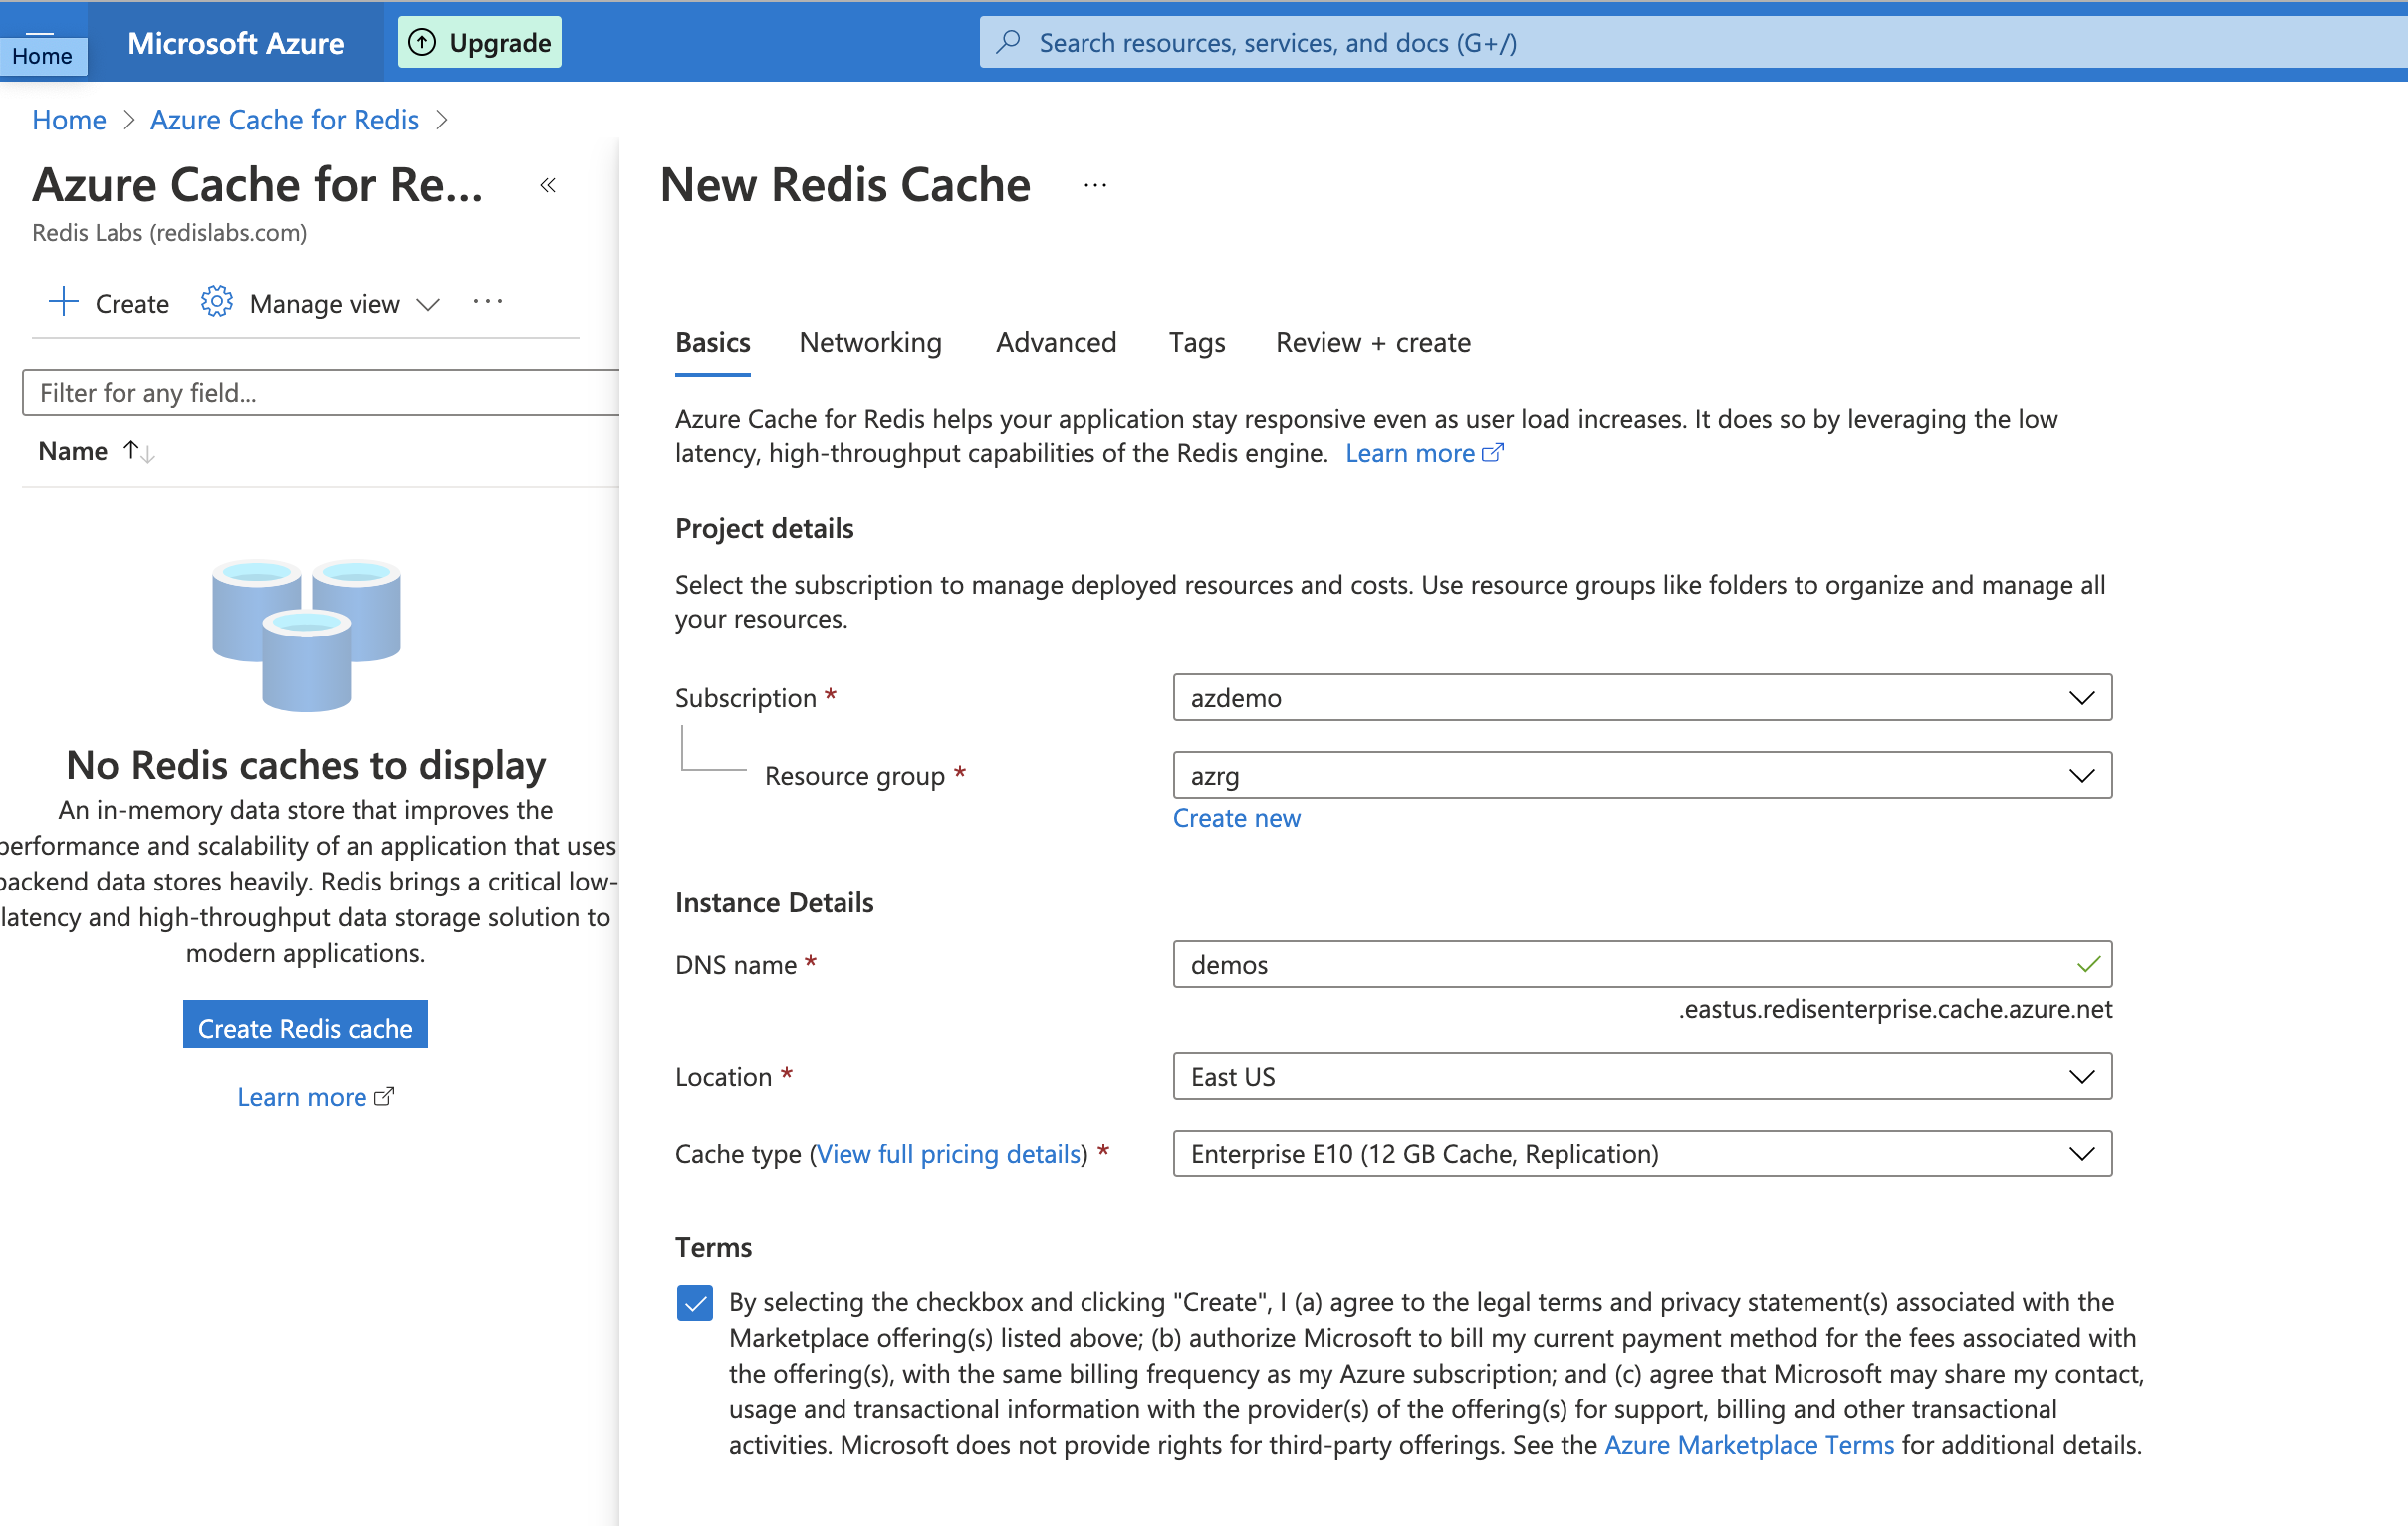 Home
Microsoft Azure
Upgrade
Search resources, services, and docs (G+/)
Home > Azure Cache for Redis >
Azure Cache for Re... «
Redis Labs (redislabs.com)
+ Create Manage view ...
Filter for any field...
Name ↑↓
No Redis caches to display
An in-memory data store that improves the
performance and scalability of an application that uses
backend data stores heavily. Redis brings a critical low-
latency and high-throughput data storage solution to
modern applications.
Create Redis cache
Learn more
New Redis Cache ...
Basics Networking Advanced Tags Review + create
Azure Cache for Redis helps your application stay responsive even as user load increases. It does so by leveraging the low
latency, high-throughput capabilities of the Redis engine. Learn more
Project details
Select the subscription to manage deployed resources and costs. Use resource groups like folders to organize and manage all
your resources.
Subscription * azdemo
Resource group * azrg
Create new
Instance Details
DNS name * demos
.eastus.redisenterprise.cache.azure.net
Location * East US
Cache type (View full pricing details) * Enterprise E10 (12 GB Cache, Replication)
Terms
By selecting the checkbox and clicking "Create", I (a) agree to the legal terms and privacy statement(s) associated with the
Marketplace offering(s) listed above; (b) authorize Microsoft to bill my current payment method for the fees associated with
the offering(s), with the same billing frequency as my Azure subscription; and (c) agree that Microsoft may share my contact,
usage and transactional information with the provider(s) of the offering(s) for support, billing and other transactional
activities. Microsoft does not provide rights for third-party offerings. See the Azure Marketplace Terms for additional details.